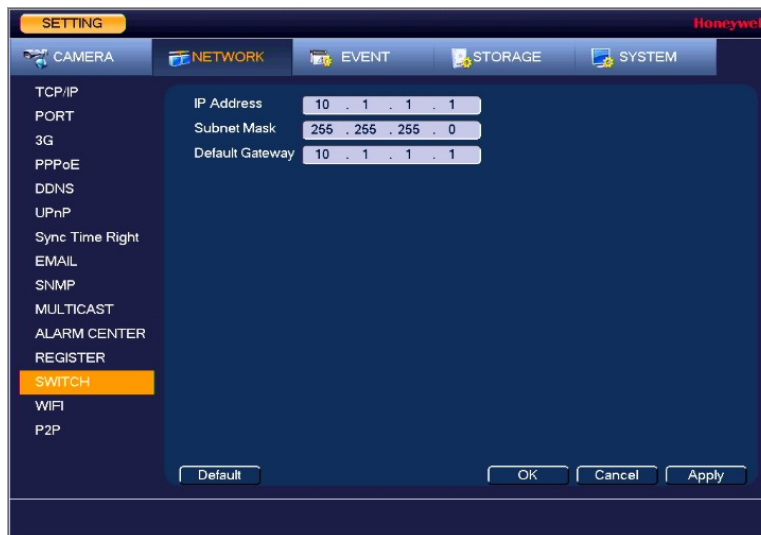 SETTING
Honeywel
CAMERA
NETWORK
EVENT
STORAGE
SYSTEM
TCP/IP
PORT
3G
PPPoE
DDNS
UPnP
Sync Time Right
EMAIL
SNMP
MULTICAST
ALARM CENTER
REGISTER
SWITCH
WIFI
P2P
IP Address 10 . 1 . 1 . 1
Subnet Mask 255 . 255 . 255 . 0
Default Gateway 10 . 1 . 1 . 1
Default
OK
Cancel
Apply